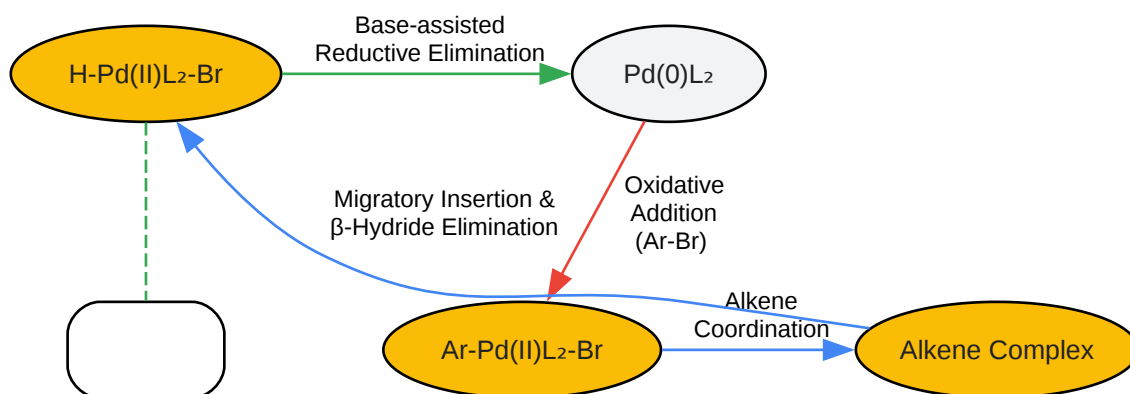 Base-assisted
Reductive Elimination
H-Pd(II)L₂-Br
Pd(0)L₂
Migratory Insertion &
β-Hydride Elimination
Oxidative
Addition
(Ar-Br)
Alkene
Coordination
Ar-Pd(II)L₂-Br
Alkene Complex